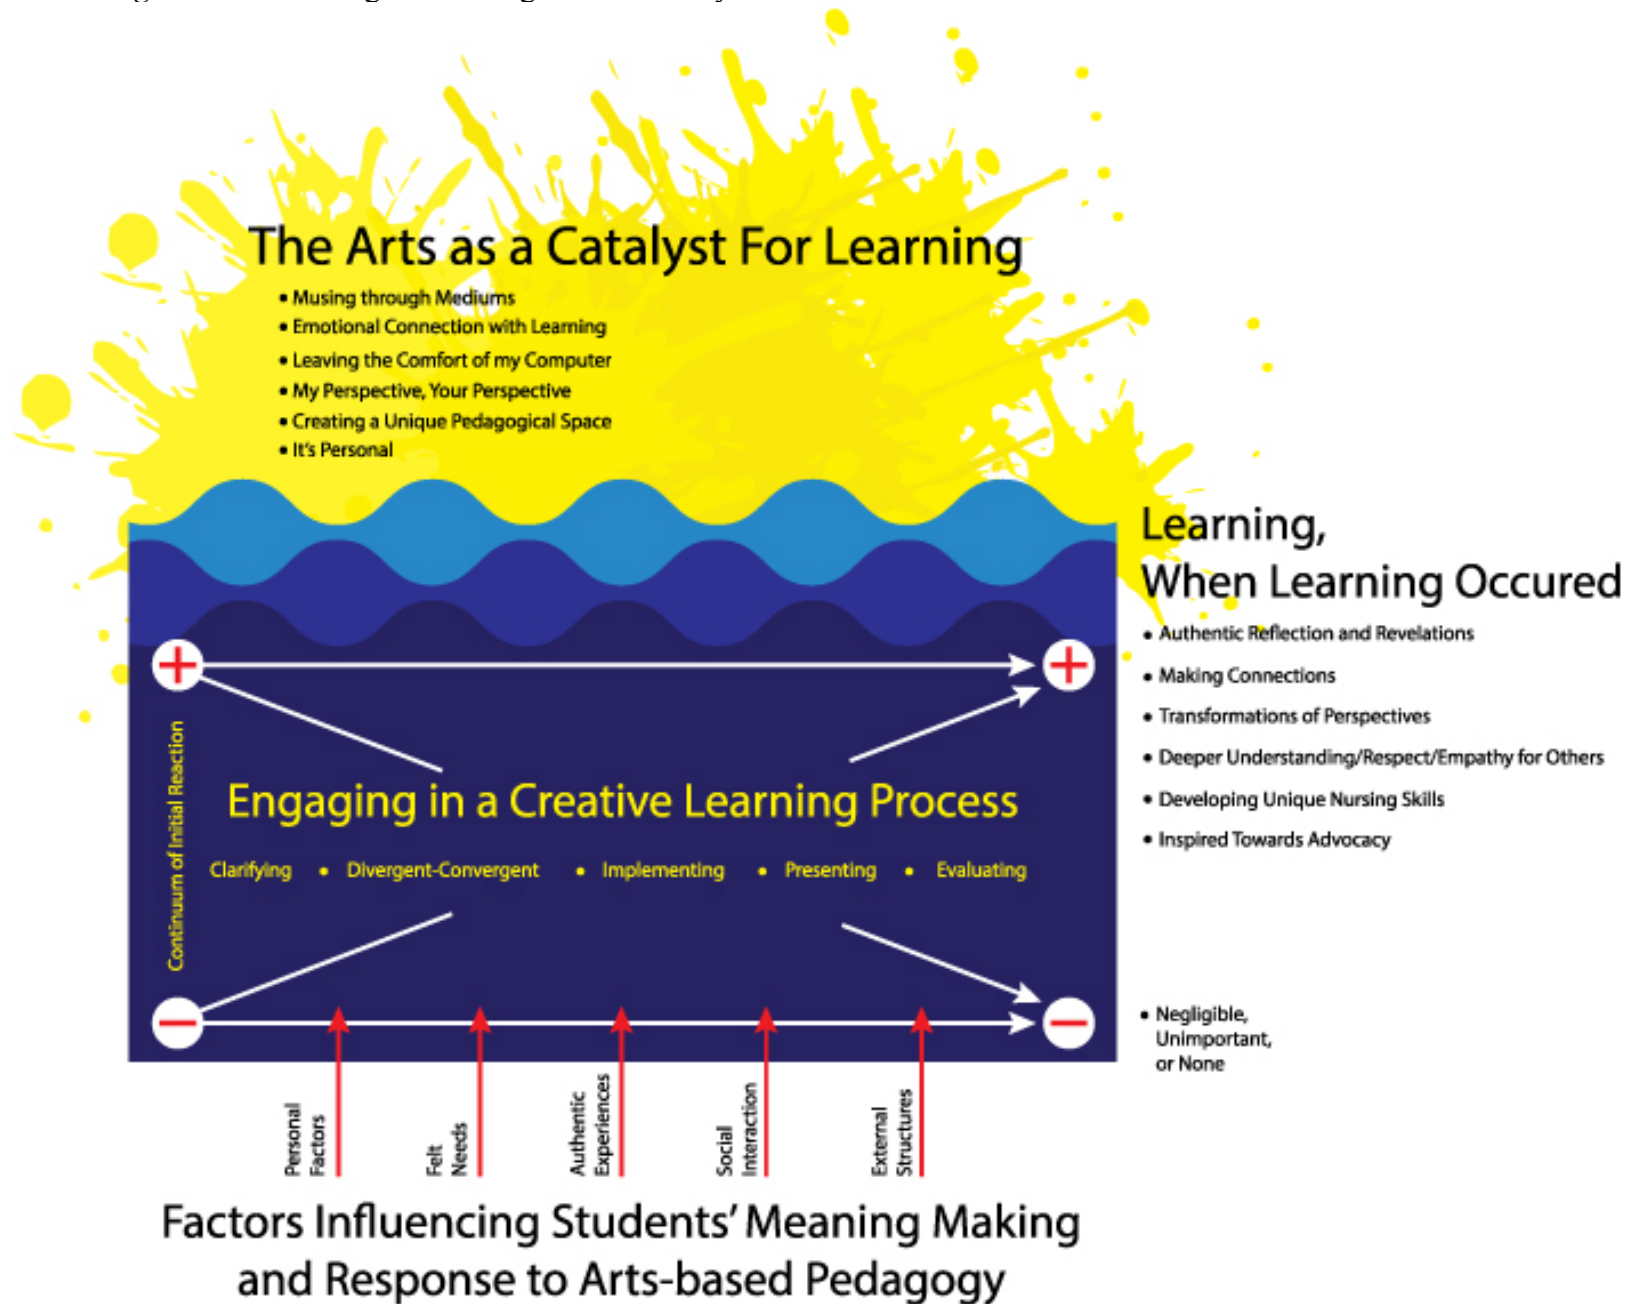 The Arts as a Catalyst For Learning
• Musing through Mediums
• Emotional Connection with Learning
• Leaving the Comfort of my Computer
• My Perspective, Your Perspective
• Creating a Unique Pedagogical Space
• It's Personal
Learning,
When Learning Occured
• Authentic Reflection and Revelations
• Making Connections
• Transformations of Perspectives
• Deeper Understanding/Respect/Empathy for Others
• Developing Unique Nursing Skills
• Inspired Towards Advocacy
• Negligible,
Unimportant,
or None
+
+
Continuum of Initial Reaction
Engaging in a Creative Learning Process
Clarifying • Divergent-Convergent • Implementing • Presenting • Evaluating
−
−
Personal
Factors
Felt
Needs
Authentic
Experiences
Social
Interaction
External
Structures
Factors Influencing Students' Meaning Making
and Response to Arts-based Pedagogy